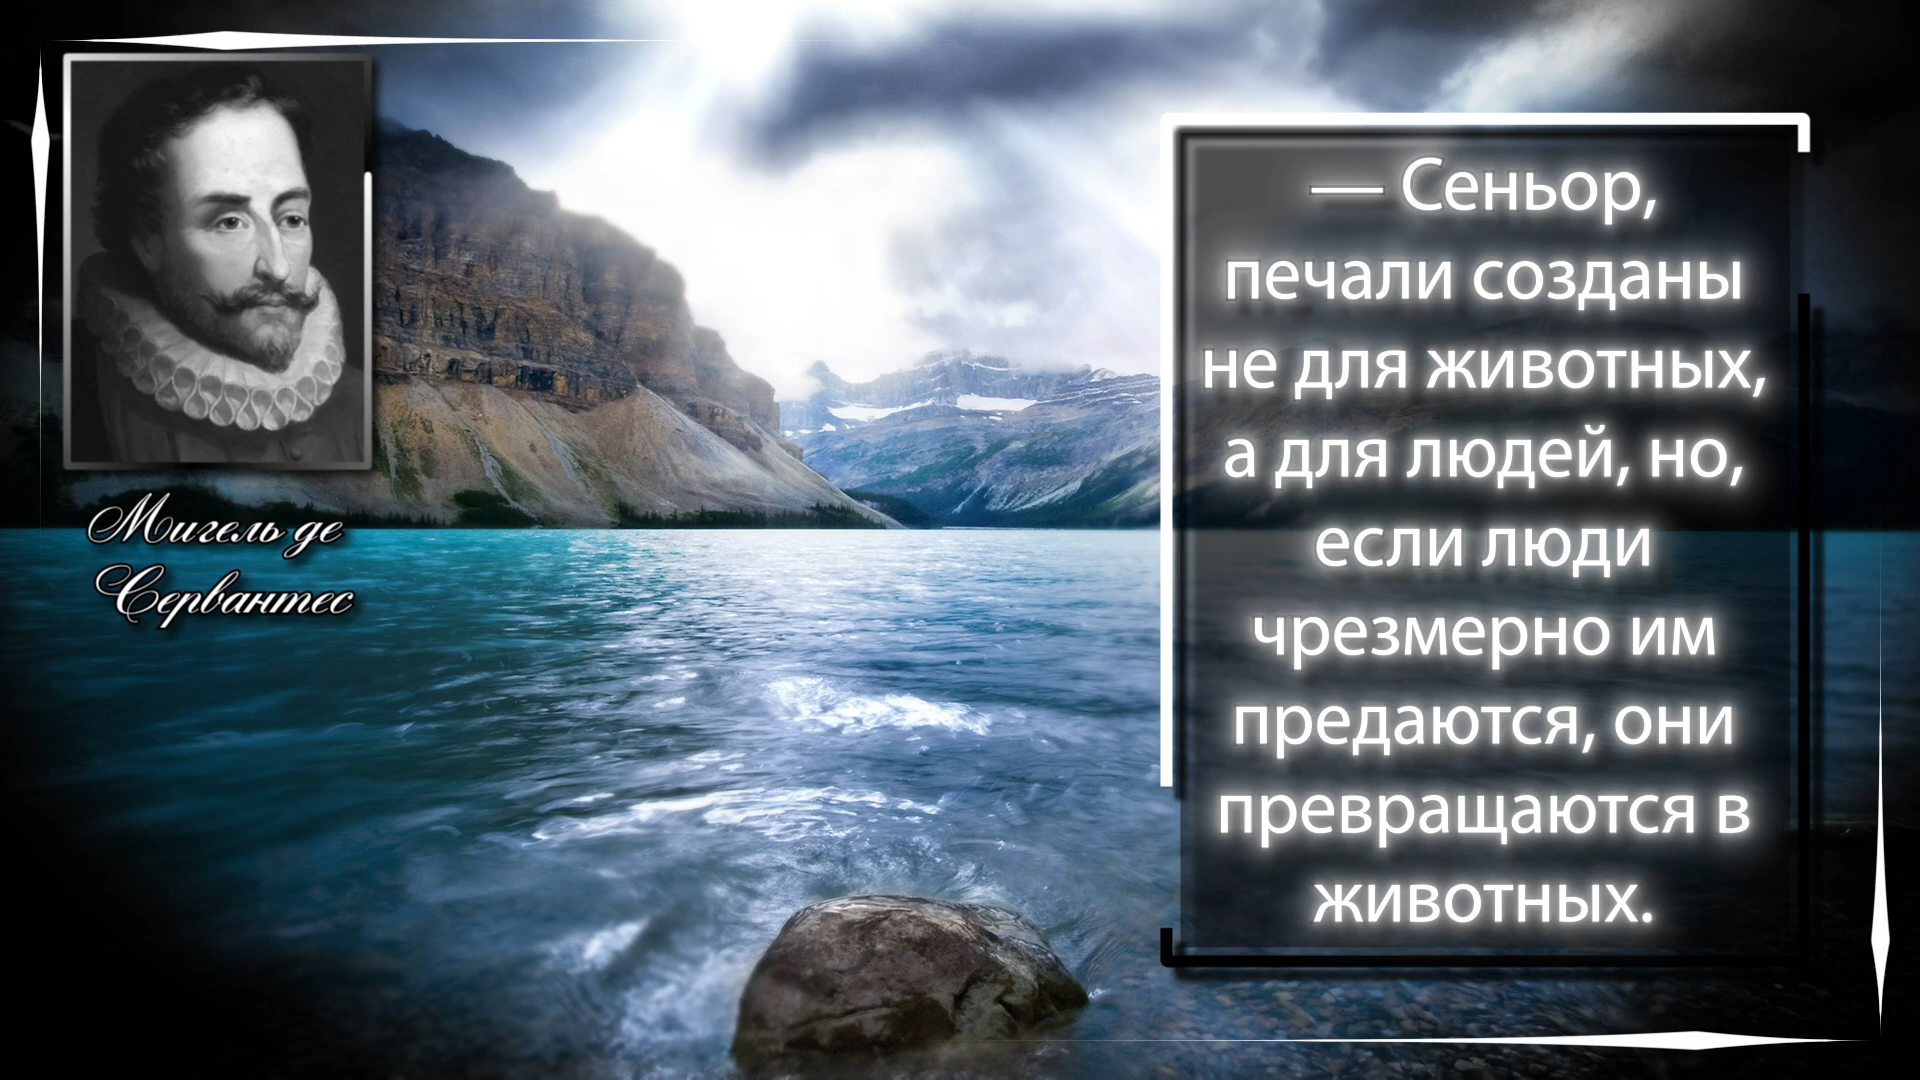 Мигель де
Сервантес
— Сеньор,
печали созданы
не для животных,
а для людей, но,
если люди
чрезмерно им
предаются, они
превращаются в
животных.